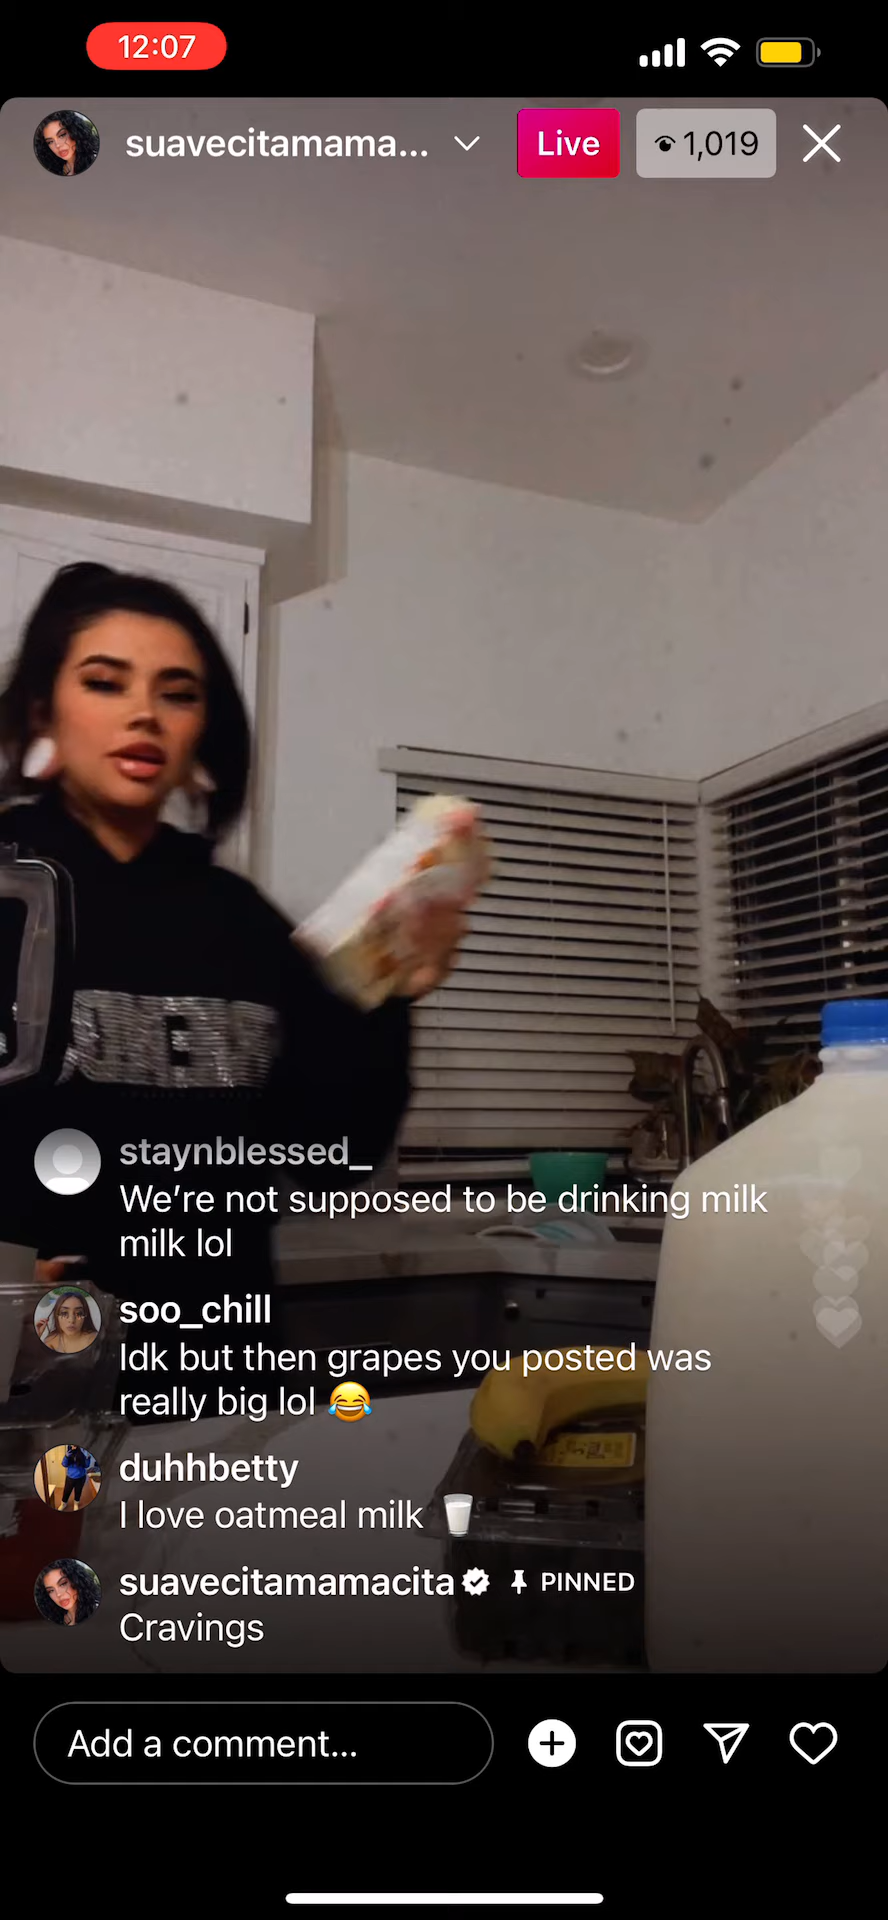 12:07
suavecitamama...
Live
1,019
staynblessed_
We’re not supposed to be drinking milk
milk lol
soo_chill
Idk but then grapes you posted was
really big lol 😂
duhhbetty
I love oatmeal milk 🥛
suavecitamamacita PINNED
Cravings
Add a comment...